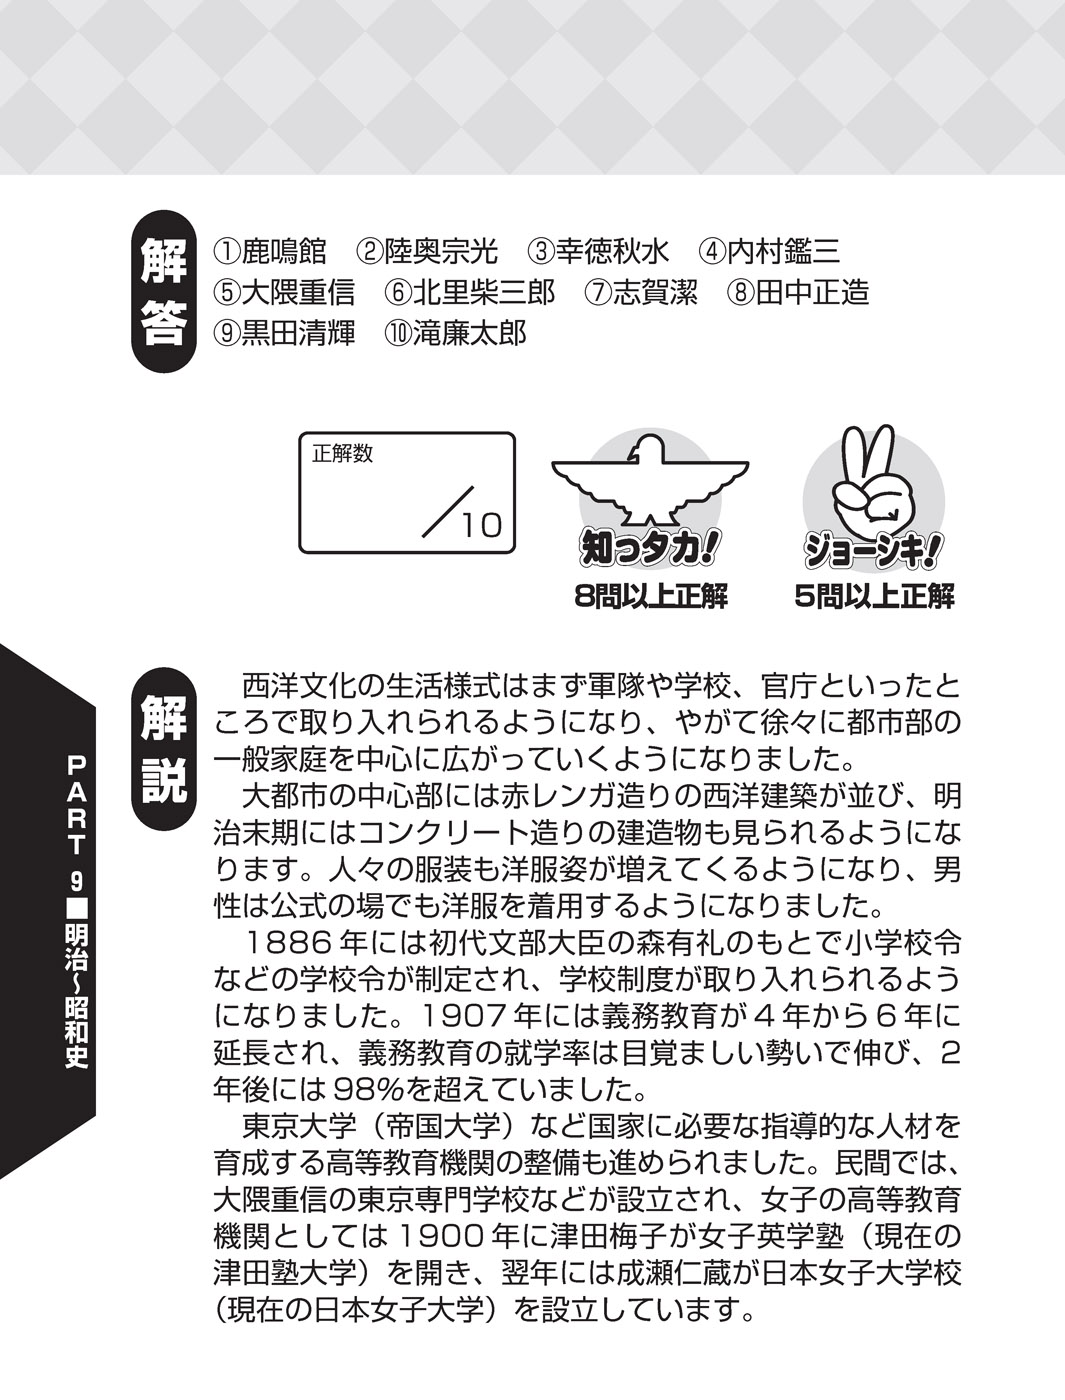 解答
①鹿鳴館　②陸奥宗光　③幸徳秋水　④内村鑑三
⑤大隈重信　⑥北里柴三郎　⑦志賀潔　⑧田中正造
⑨黒田清輝　⑩滝廉太郎
正解数
／10
知っタカ!
8問以上正解
ジョーシキ!
5問以上正解
解説
　西洋文化の生活様式はまず軍隊や学校、官庁といったと
ころで取り入れられるようになり、やがて徐々に都市部の
一般家庭を中心に広がっていくようになりました。
　大都市の中心部には赤レンガ造りの西洋建築が並び、明
治末期にはコンクリート造りの建造物も見られるようにな
ります。人々の服装も洋服姿が増えてくるようになり、男
性は公式の場でも洋服を着用するようになりました。
　1886年には初代文部大臣の森有礼のもとで小学校令
などの学校令が制定され、学校制度が取り入れられるよう
になりました。1907年には義務教育が4年から6年に
延長され、義務教育の就学率は目覚ましい勢いで伸び、2
年後には98%を超えていました。
　東京大学（帝国大学）など国家に必要な指導的な人材を
育成する高等教育機関の整備も進められました。民間では、
大隈重信の東京専門学校などが設立され、女子の高等教育
機関としては1900年に津田梅子が女子英学塾（現在の
津田塾大学）を開き、翌年には成瀬仁蔵が日本女子大学校
（現在の日本女子大学）を設立しています。
PART 9■明治〜昭和史